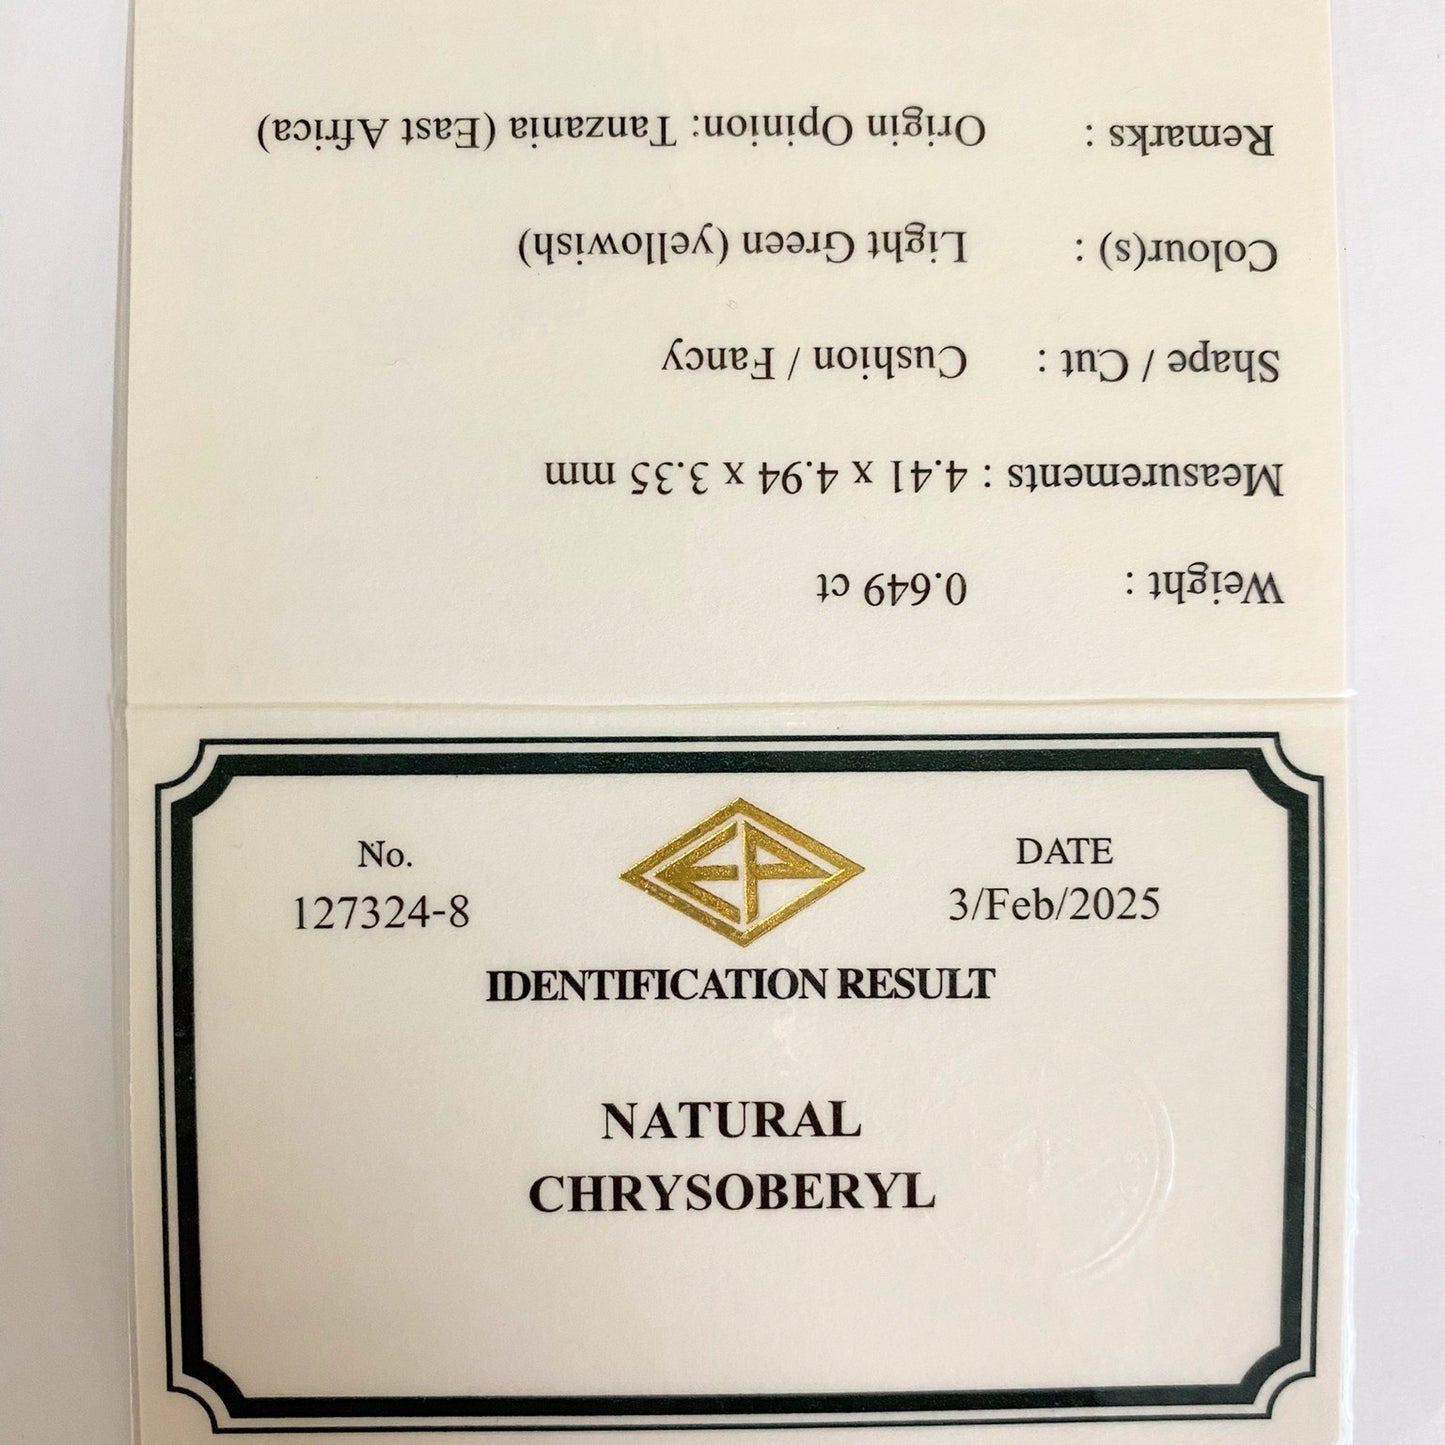 Weight : 0.649 ct
Measurements : 4.41 x 4.94 x 3.35 mm
Shape / Cut : Cushion / Fancy
Colour(s) : Light Green (yellowish)
Remarks : Origin Opinion: Tanzania (East Africa)
No.
127324-8
EP
DATE
3/Feb/2025
IDENTIFICATION RESULT
NATURAL
CHRYSOBERYL